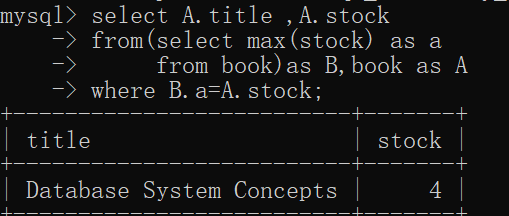 mysql> select A.title ,A.stock
    -> from(select max(stock) as a
    ->      from book)as B,book as A
    -> where B.a=A.stock;
+--------------------------+-------+
| title                    | stock |
+--------------------------+-------+
| Database System Concepts |     4 |
+--------------------------+-------+